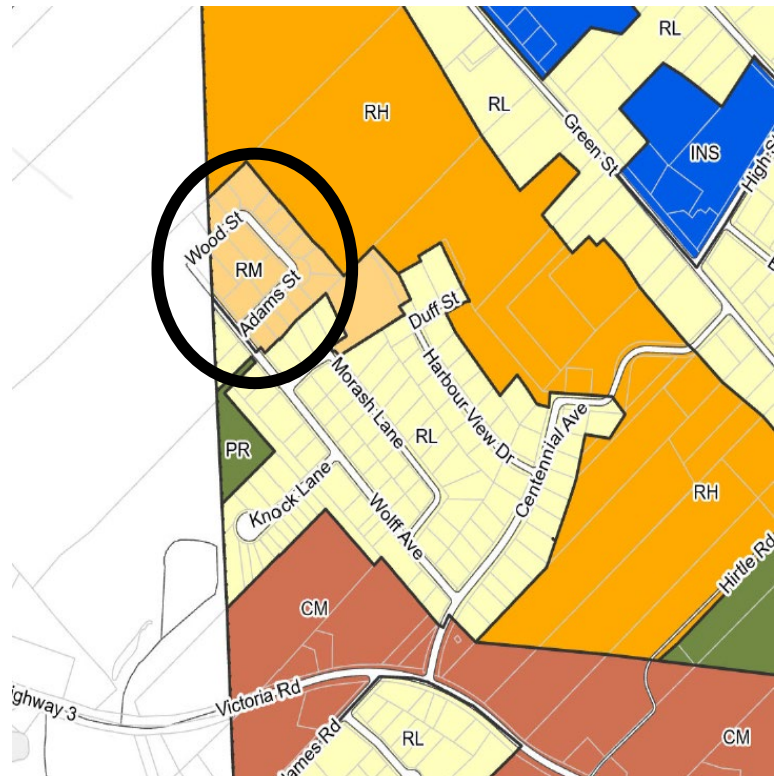 RL
RH
RL
Green St
INS
High St
Wood St
RM
Adams St
Duff St
Harbour View Dr
Morash Lane
RL
Centennial Ave
PR
Knock Lane
Wolff Ave
RH
Hirtle Rd
CM
Victoria Rd
Highway 3
James Rd
RL
CM